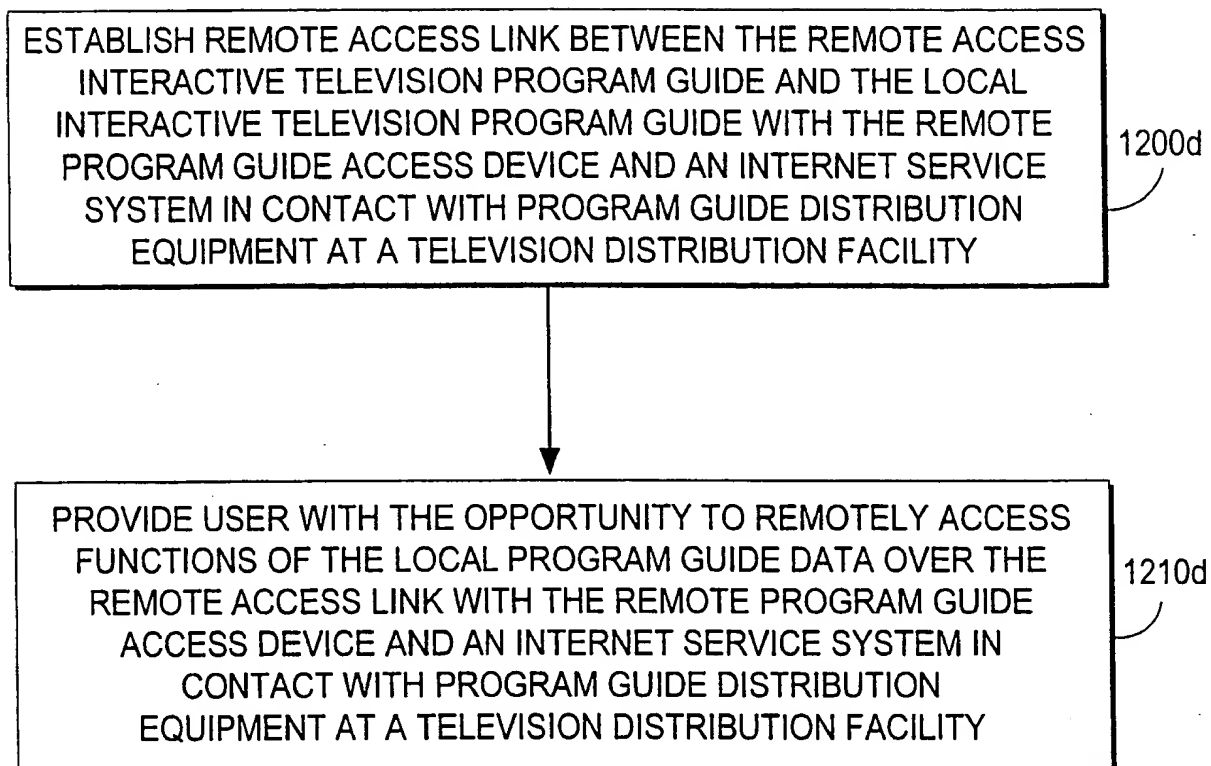 ESTABLISH REMOTE ACCESS LINK BETWEEN THE REMOTE ACCESS
INTERACTIVE TELEVISION PROGRAM GUIDE AND THE LOCAL
INTERACTIVE TELEVISION PROGRAM GUIDE WITH THE REMOTE
PROGRAM GUIDE ACCESS DEVICE AND AN INTERNET SERVICE
SYSTEM IN CONTACT WITH PROGRAM GUIDE DISTRIBUTION
EQUIPMENT AT A TELEVISION DISTRIBUTION FACILITY
1200d
PROVIDE USER WITH THE OPPORTUNITY TO REMOTELY ACCESS
FUNCTIONS OF THE LOCAL PROGRAM GUIDE DATA OVER THE
REMOTE ACCESS LINK WITH THE REMOTE PROGRAM GUIDE
ACCESS DEVICE AND AN INTERNET SERVICE SYSTEM IN
CONTACT WITH PROGRAM GUIDE DISTRIBUTION
EQUIPMENT AT A TELEVISION DISTRIBUTION FACILITY
1210d